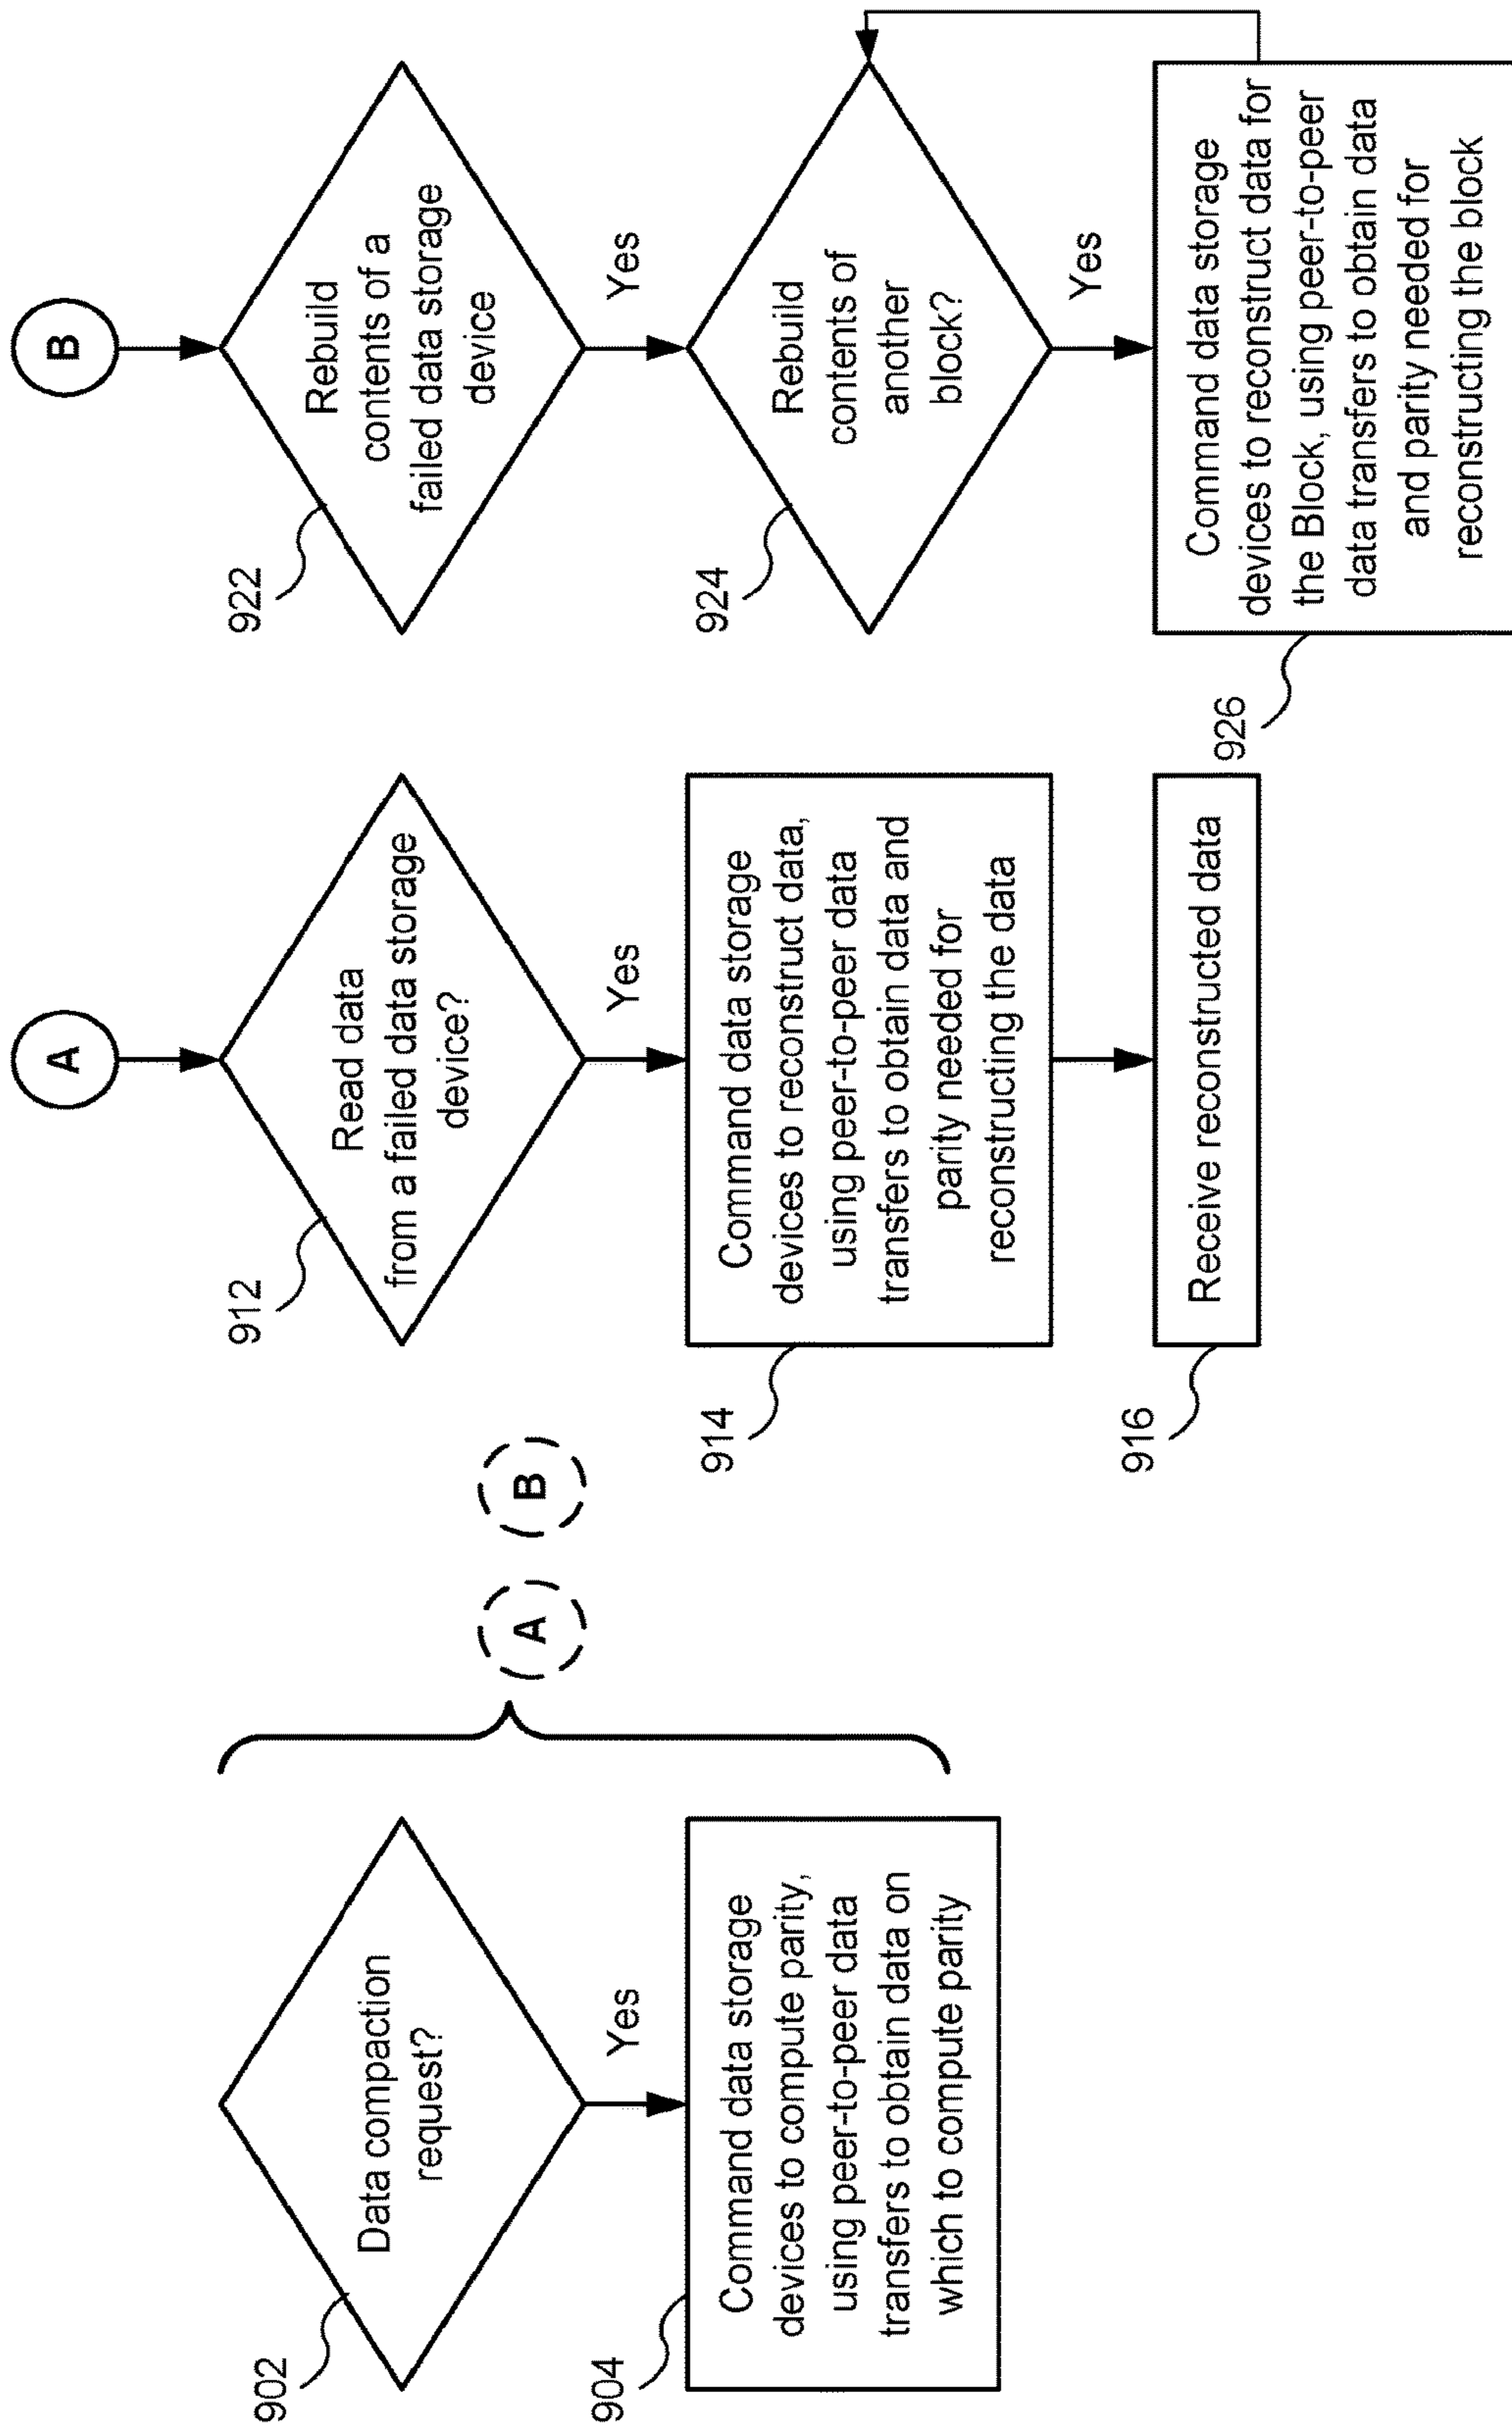 902
Data compaction
request?
Yes
904
Command data storage
devices to compute parity,
using peer-to-peer data
transfers to obtain data on
which to compute parity
A
B
A
912
Read data
from a failed data storage
device?
Yes
914
Command data storage
devices to reconstruct data,
using peer-to-peer data
transfers to obtain data and
parity needed for
reconstructing the data
916
Receive reconstructed data
B
922
Rebuild
contents of a
failed data storage
device
Yes
924
Rebuild
contents of
another
block?
Yes
926
Command data storage
devices to reconstruct data for
the Block, using peer-to-peer
data transfers to obtain data
and parity needed for
reconstructing the block